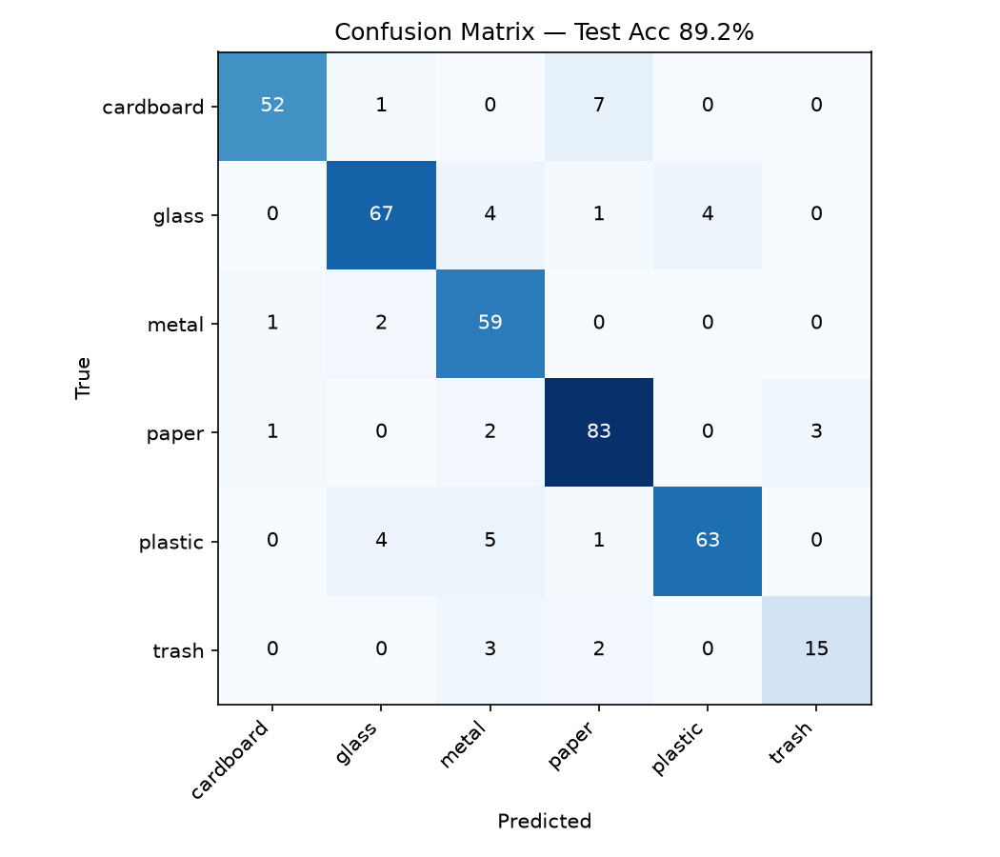 Confusion Matrix — Test Acc 89.2%
cardboard 52 1 0 7 0 0
glass 0 67 4 1 4 0
metal 1 2 59 0 0 0
True
paper 1 0 2 83 0 3
plastic 0 4 5 1 63 0
trash 0 0 3 2 0 15
cardboard glass metal paper plastic trash
Predicted